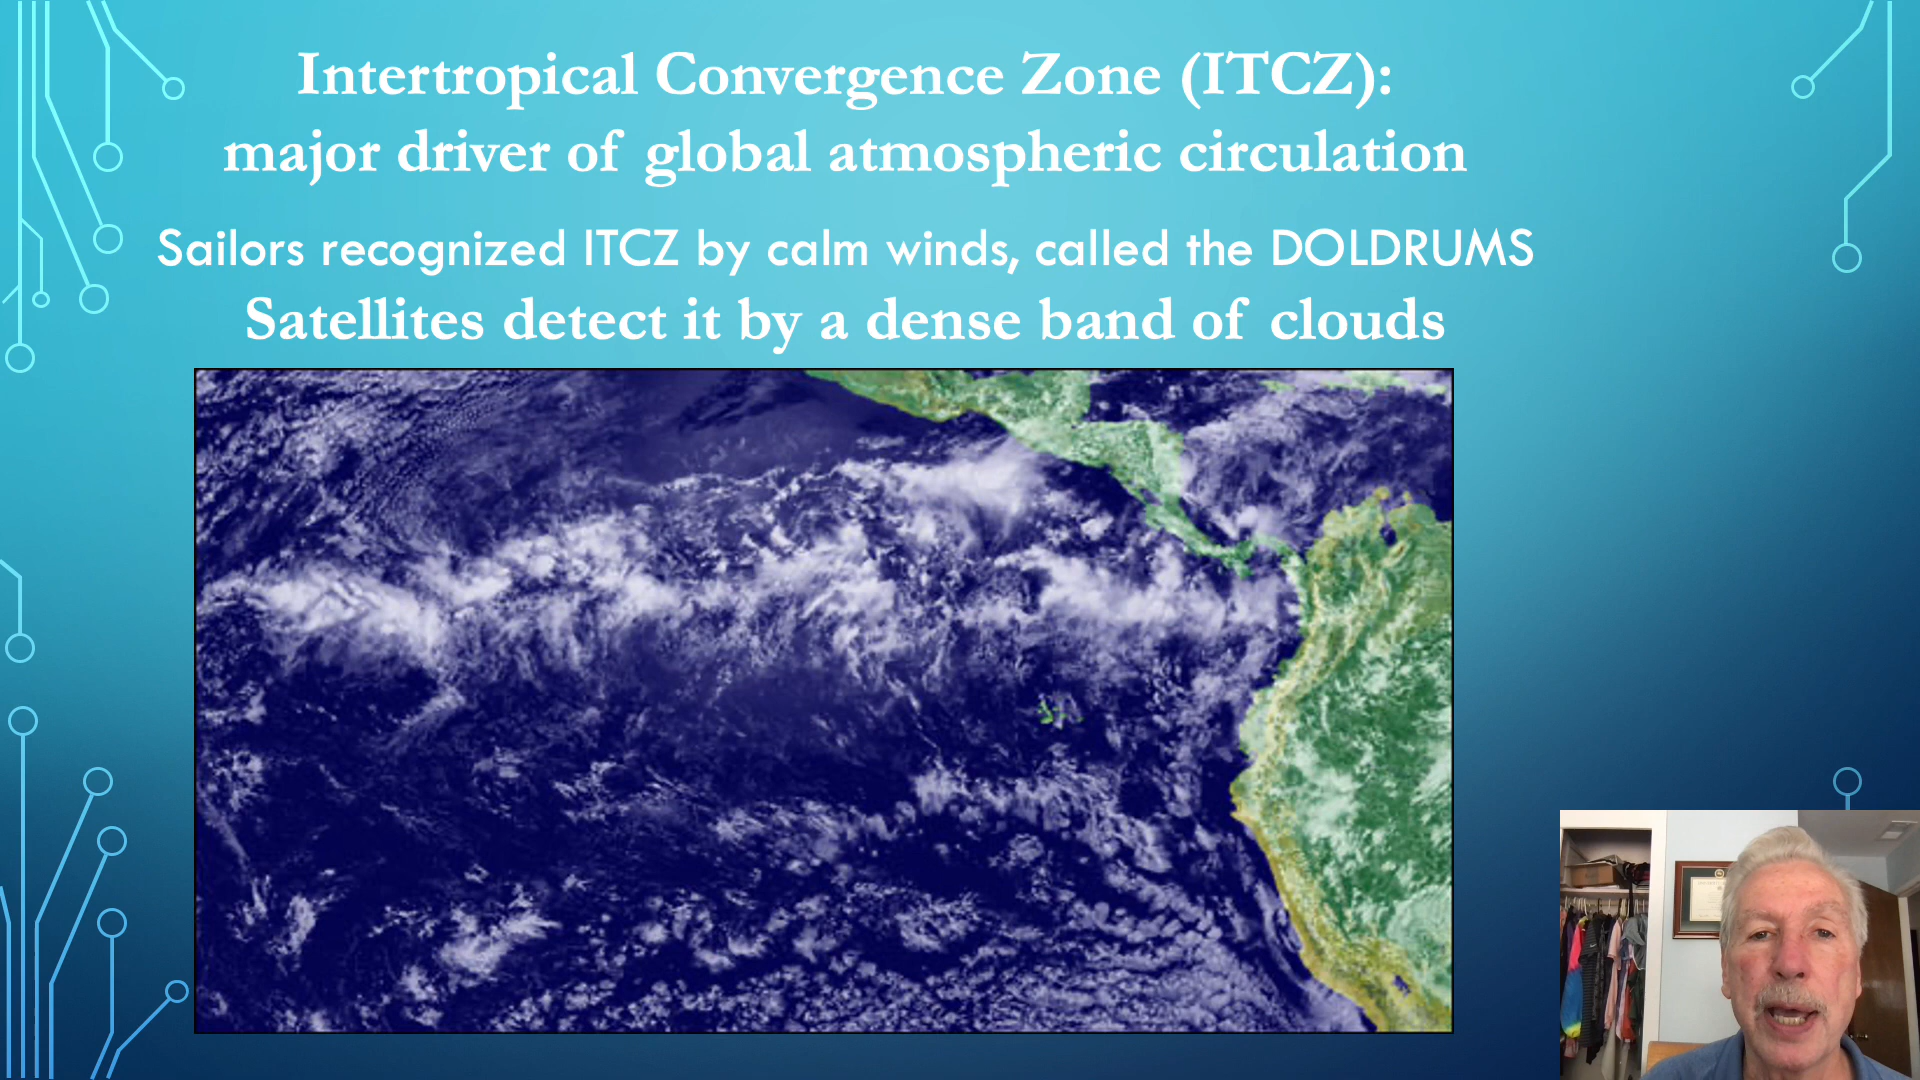 Intertropical Convergence Zone (ITCZ):
major driver of global atmospheric circulation
Sailors recognized ITCZ by calm winds, called the DOLDRUMS
Satellites detect it by a dense band of clouds